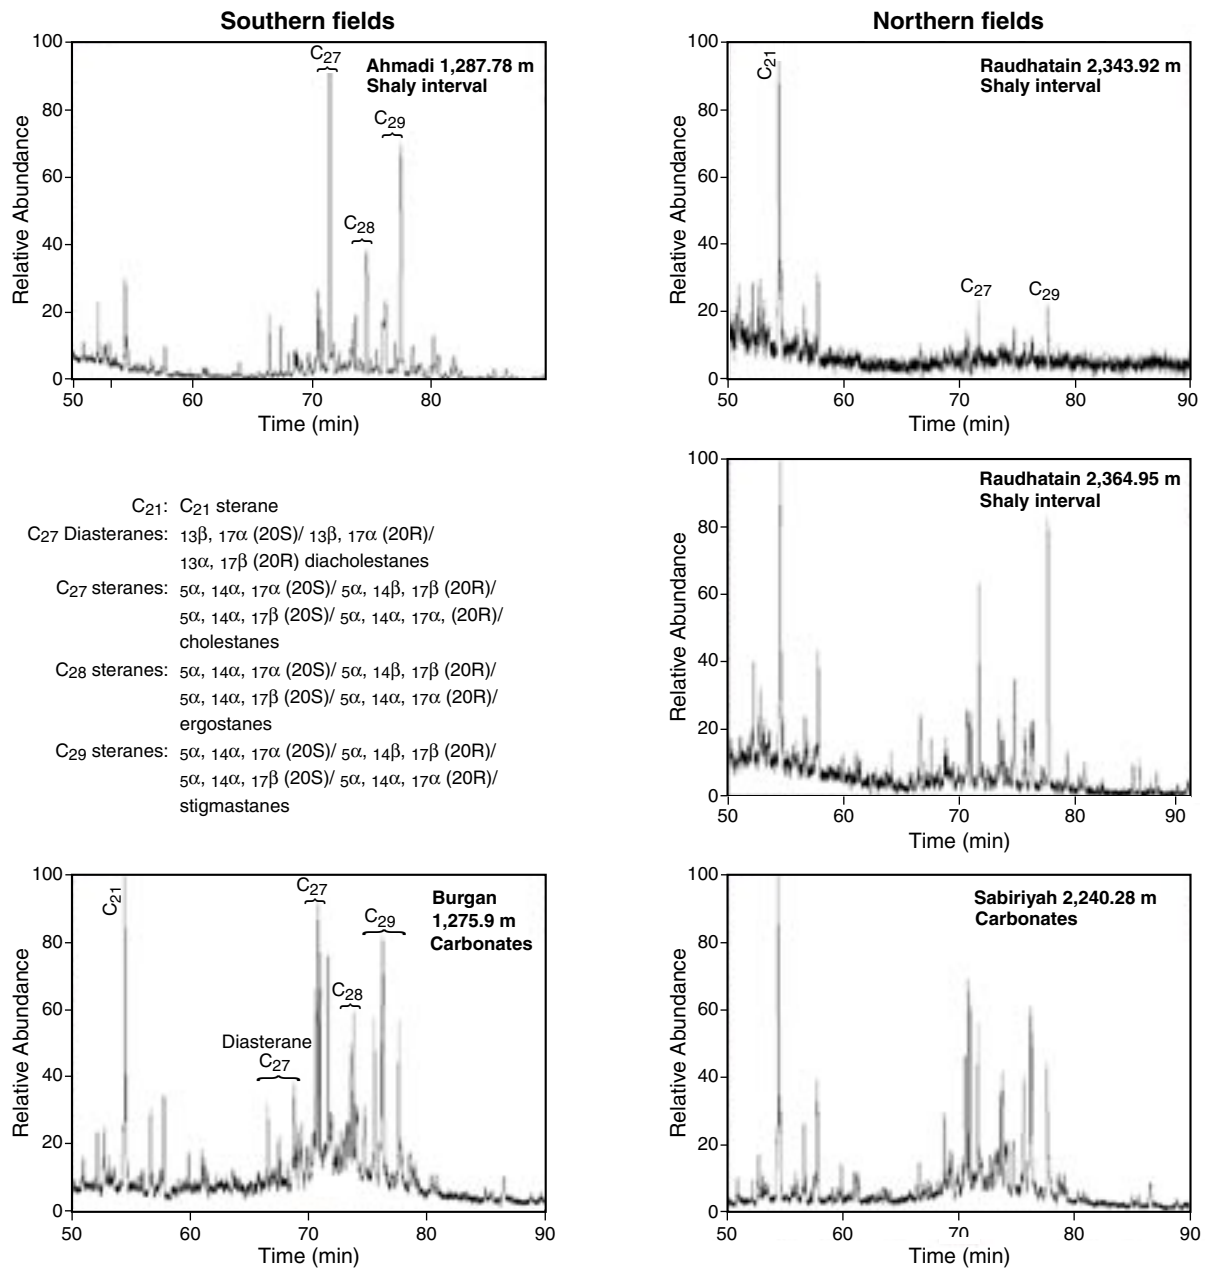 Southern fields
Northern fields
100
80
60
40
20
0
Relative Abundance
C27
C28
C29
Ahmadi 1,287.78 m
Shaly interval
50
60
70
80
Time (min)
100
80
60
40
20
0
Relative Abundance
C21
C27
C29
Raudhatain 2,343.92 m
Shaly interval
50
60
70
80
90
Time (min)
C21: C21 sterane
C27 Diasteranes: 13β, 17α (20S)/ 13β, 17α (20R)/
13α, 17β (20R) diacholestanes
C27 steranes: 5α, 14α, 17α (20S)/ 5α, 14β, 17β (20R)/
5α, 14α, 17β (20S)/ 5α, 14α, 17α, (20R)/
cholestanes
C28 steranes: 5α, 14α, 17α (20S)/ 5α, 14β, 17β (20R)/
5α, 14α, 17β (20S)/ 5α, 14α, 17α (20R)/
ergostanes
C29 steranes: 5α, 14α, 17α (20S)/ 5α, 14β, 17β (20R)/
5α, 14α, 17β (20S)/ 5α, 14α, 17α (20R)/
stigmastanes
100
80
60
40
20
0
Relative Abundance
Raudhatain 2,364.95 m
Shaly interval
50
60
70
80
90
Time (min)
100
80
60
40
20
0
Relative Abundance
C21
Diasterane
C27
C27
C28
C29
Burgan
1,275.9 m
Carbonates
50
60
70
80
90
Time (min)
100
80
60
40
20
0
Relative Abundance
Sabiriyah 2,240.28 m
Carbonates
50
60
70
80
90
Time (min)